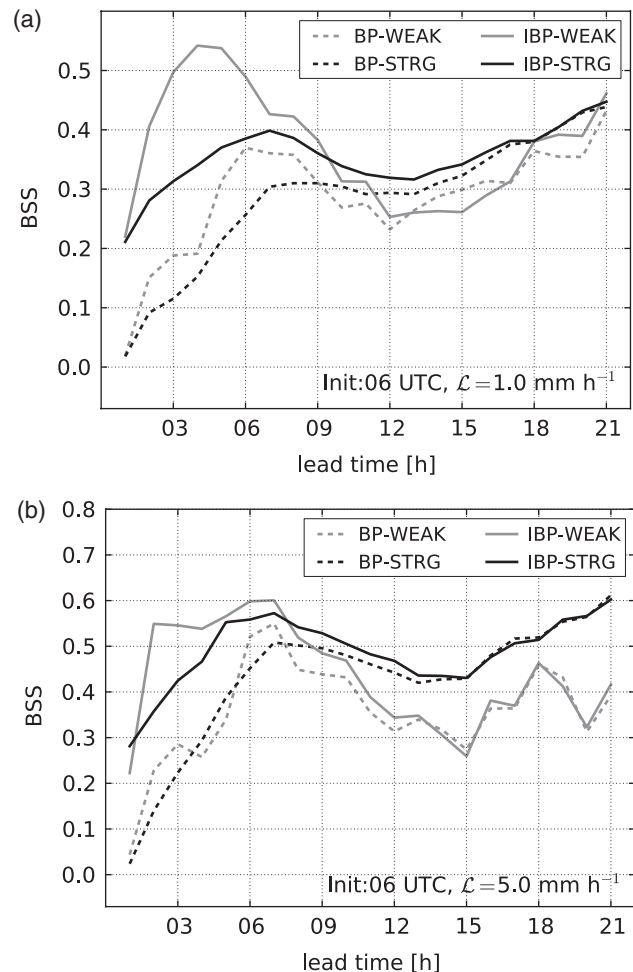 (a)
BP-WEAK IBP-WEAK
BP-STRG IBP-STRG
0.5
0.4
0.3
0.2
0.1
0.0
BSS
Init:06 UTC, ℒ=1.0 mm h⁻¹
03 06 09 12 15 18 21
lead time [h]
(b)
0.8
BP-WEAK IBP-WEAK
BP-STRG IBP-STRG
0.7
0.6
0.5
0.4
0.3
0.2
0.1
0.0
BSS
Init:06 UTC, ℒ=5.0 mm h⁻¹
03 06 09 12 15 18 21
lead time [h]